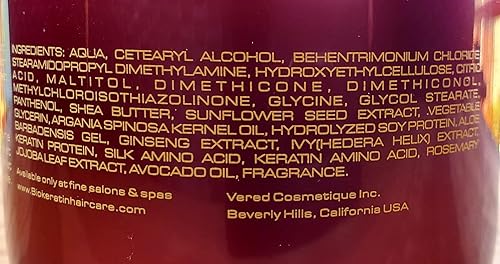 INGREDIENTS: AQUA, CETEARYL ALCOHOL, BEHENTRIMONIUM CHLORIDE
STEARAMIDOPROPYL DIMETHYLAMINE, HYDROXYETHYLCELLULOSE, CITRIC
ACID, MALTITOL, DIMETHICONE, DIMETHICONOL,
METHYLCHLOROISOTHIAZOLINONE, GLYCINE, GLYCOL STEARATE,
PANTHENOL, SHEA BUTTER, SUNFLOWER SEED EXTRACT, VEGETABLE
GLYCERIN, ARGANIA SPINOSA KERNEL OIL, HYDROLYZED SOY PROTEIN, ALOE
BARBADENSIS GEL, GINSENG EXTRACT, IVY(HEDERA HELIX) EXTRACT,
KERATIN PROTEIN, SILK AMINO ACID, KERATIN AMINO ACID, ROSEMARY
JOJOBA LEAF EXTRACT, AVOCADO OIL, FRAGRANCE.
Available only at fine salons & spas
www.Biokeratinhaircare.com
Vered Cosmetique Inc.
Beverly Hills, California USA